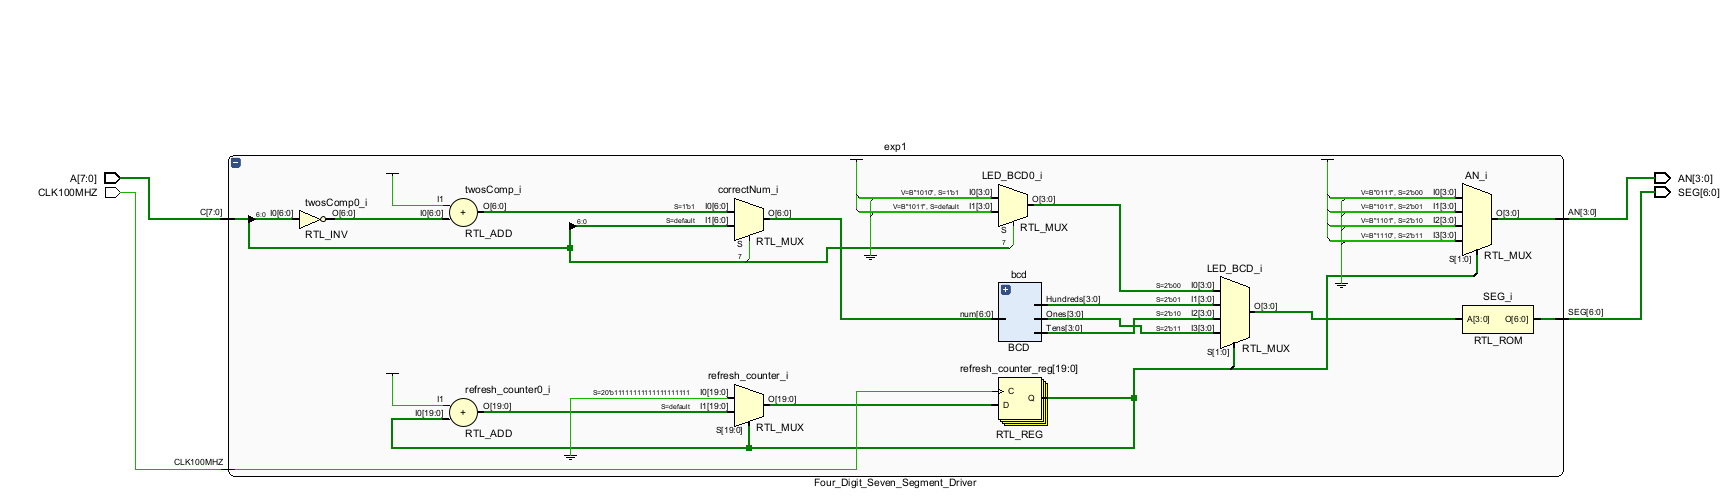 exp1
A[7:0]
CLK100MHZ
C[7:0]
6:0
I0[6:0]
twosComp0_i
O[6:0]
RTL_INV
I1
I0[6:0]
twosComp_i
O[6:0]
+
RTL_ADD
6:0
S=1'b1
S=default
I0[6:0]
I1[6:0]
correctNum_i
O[6:0]
S
7
RTL_MUX
V=B"1010", S=1'b1
V=B"1011", S=default
I0[3:0]
I1[3:0]
LED_BCD0_i
O[3:0]
S
7
RTL_MUX
bcd
num[6:0]
Hundreds[3:0]
Ones[3:0]
Tens[3:0]
BCD
S=2'b00
S=2'b01
S=2'b10
S=2'b11
I0[3:0]
I1[3:0]
I2[3:0]
I3[3:0]
LED_BCD_i
O[3:0]
S[1:0]
RTL_MUX
V=B"0111", S=2'b00
V=B"1011", S=2'b01
V=B"1101", S=2'b10
V=B"1110", S=2'b11
I0[3:0]
I1[3:0]
I2[3:0]
I3[3:0]
AN_i
O[3:0]
S[1:0]
RTL_MUX
SEG_i
A[3:0]
O[6:0]
RTL_ROM
AN[3:0]
SEG[6:0]
AN[3:0]
SEG[6:0]
I1
I0[19:0]
refresh_counter0_i
O[19:0]
+
RTL_ADD
S=20'b11111111111111111111
S=default
I0[19:0]
I1[19:0]
refresh_counter_i
O[19:0]
S[19:0]
RTL_MUX
refresh_counter_reg[19:0]
C
D
Q
RTL_REG
CLK100MHZ
Four_Digit_Seven_Segment_Driver